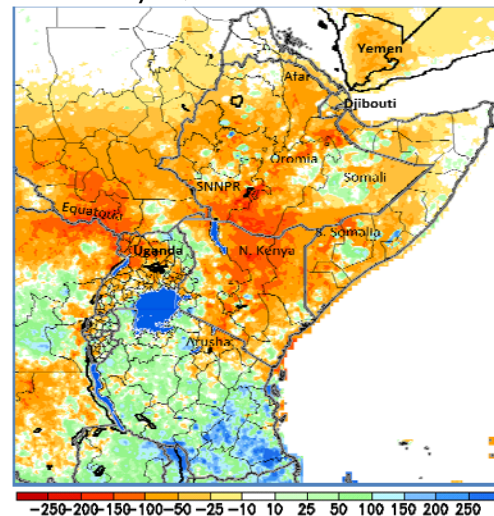 Yemen
Afar
Djibouti
Oromia
SNNPR
Somali
Equatoria
Uganda
N. Kenya
S. Somalia
Arusha
-250-200-150-100-50 -25 -10 10 25 50 100 150 200 250